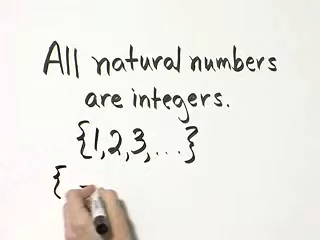 All natural numbers
are integers.
{1,2,3,...}
{